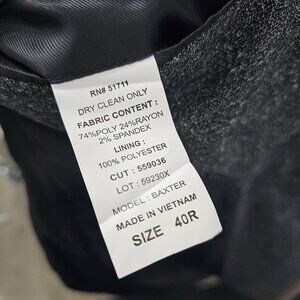 RN# 51711
DRY CLEAN ONLY
FABRIC CONTENT :
74%POLY 24%RAYON
2% SPANDEX
LINING :
100% POLYESTER
CUT : 559036
LOT : 59230X
MODEL : BAXTER
MADE IN VIETNAM
SIZE 40R